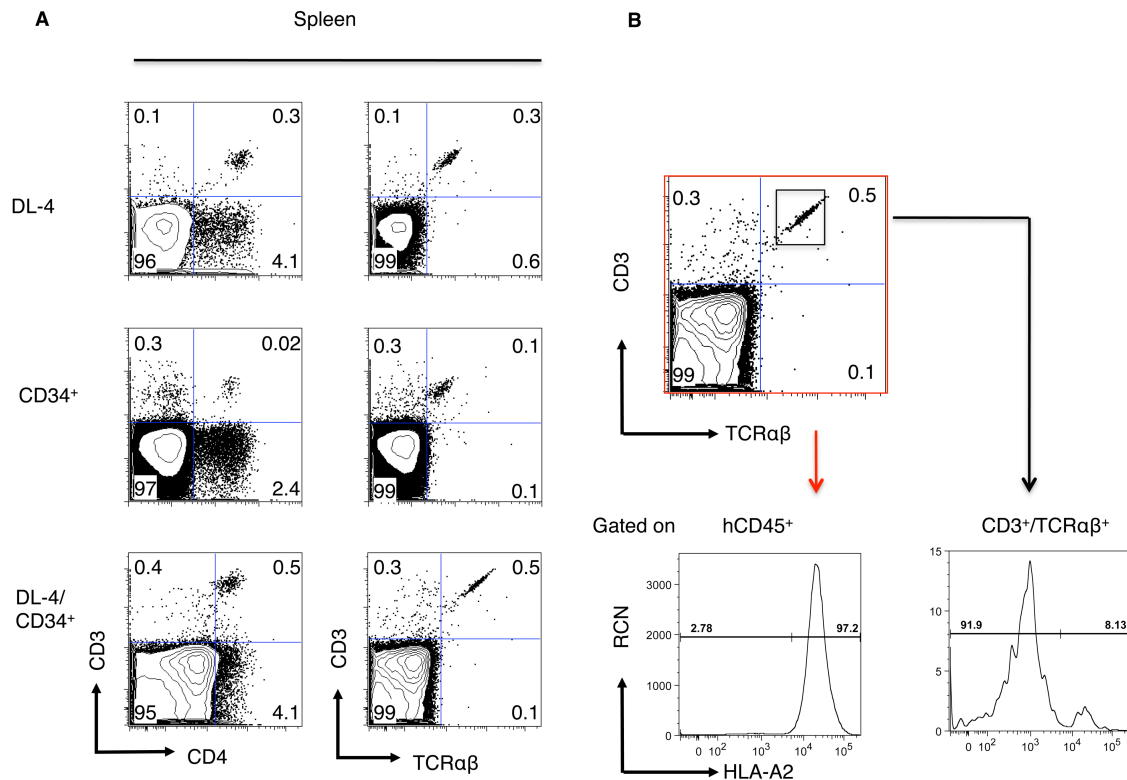 A
Spleen
B
0.1 0.3
0.1 0.3
DL-4
96 4.1
99 0.6
0.3 0.02
0.3 0.1
CD34+
97 2.4
99 0.1
0.4 0.5
0.3 0.5
DL-4/
CD34+
95 4.1
99 0.1
CD3
CD4
CD3
TCRαβ
0.3 0.5
99 0.1
CD3
TCRαβ
Gated on hCD45+ CD3+/TCRαβ+
3000
2000
1000
0
2.78 97.2
0 10² 10³ 10⁴ 10⁵
RCN
HLA-A2
15
10
5
0
91.9 8.13
0 10² 10³ 10⁴ 10⁵